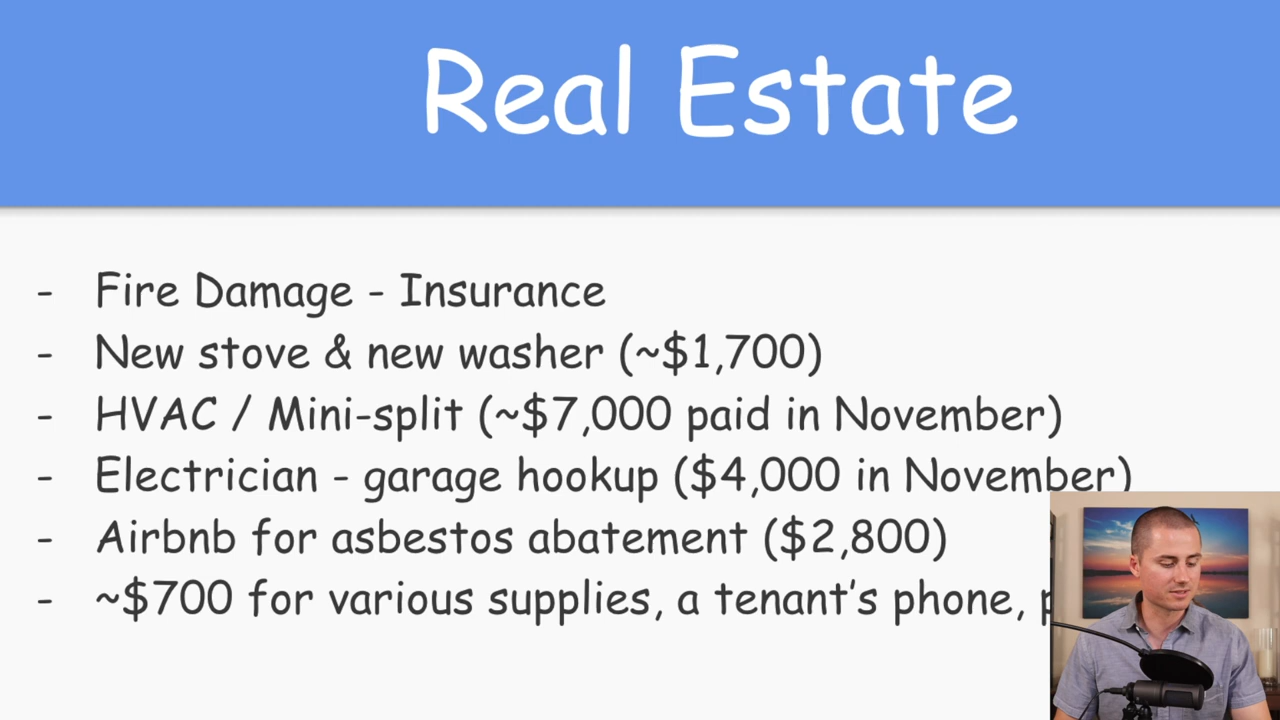 Real Estate
- Fire Damage - Insurance
- New stove & new washer (~$1,700)
- HVAC / Mini-split (~$7,000 paid in November)
- Electrician - garage hookup ($4,000 in November)
- Airbnb for asbestos abatement ($2,800)
- ~$700 for various supplies, a tenant’s phone,